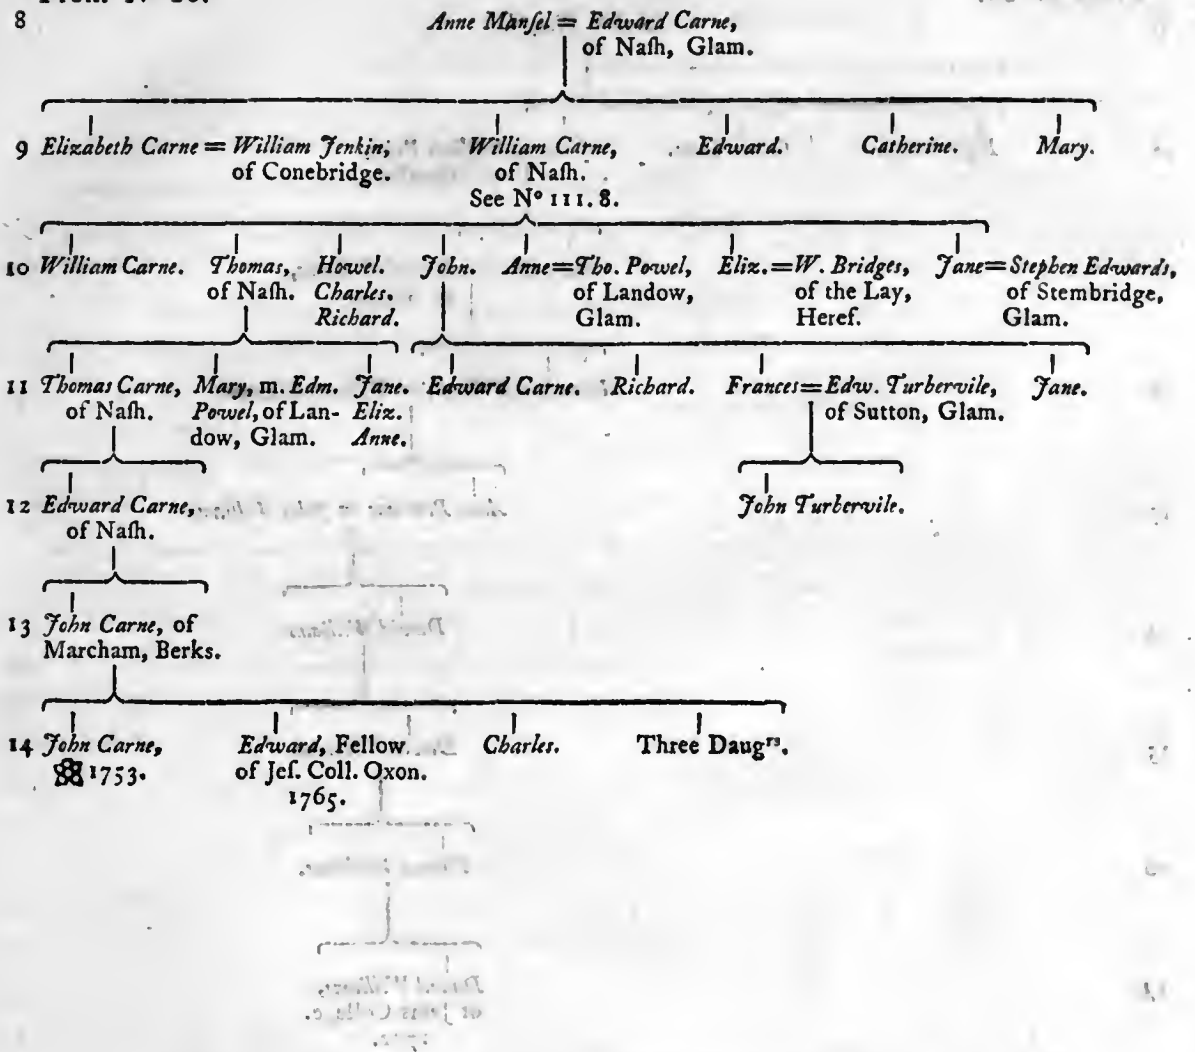 8
Anne Manſel = Edward Carne,
of Naſh, Glam.
9 Elizabeth Carne = William Jenkin, William Carne, Edward. Catherine. Mary.
of Conebridge. of Naſh.
See N° III. 8.
10 William Carne. Thomas, Howel. John. Anne=Tho. Powel, Eliz.=W. Bridges, Jane=Stephen Edwards,
of Naſh. Charles. of Landow, of the Lay, of Stembridge,
Richard. Glam. Heref. Glam.
11 Thomas Carne, Mary, m. Edm. Jane. Edward Carne. Richard. Frances=Edw. Turbervile, Jane.
of Naſh. Powel, of Lan- Eliz. of Sutton, Glam.
dow, Glam. Anne.
12 Edward Carne, John Turbervile.
of Naſh.
13 John Carne, of
Marcham, Berks.
14 John Carne, Edward, Fellow Charles. Three Daugrs.
1753. of Jeſ. Coll. Oxon.
1765.